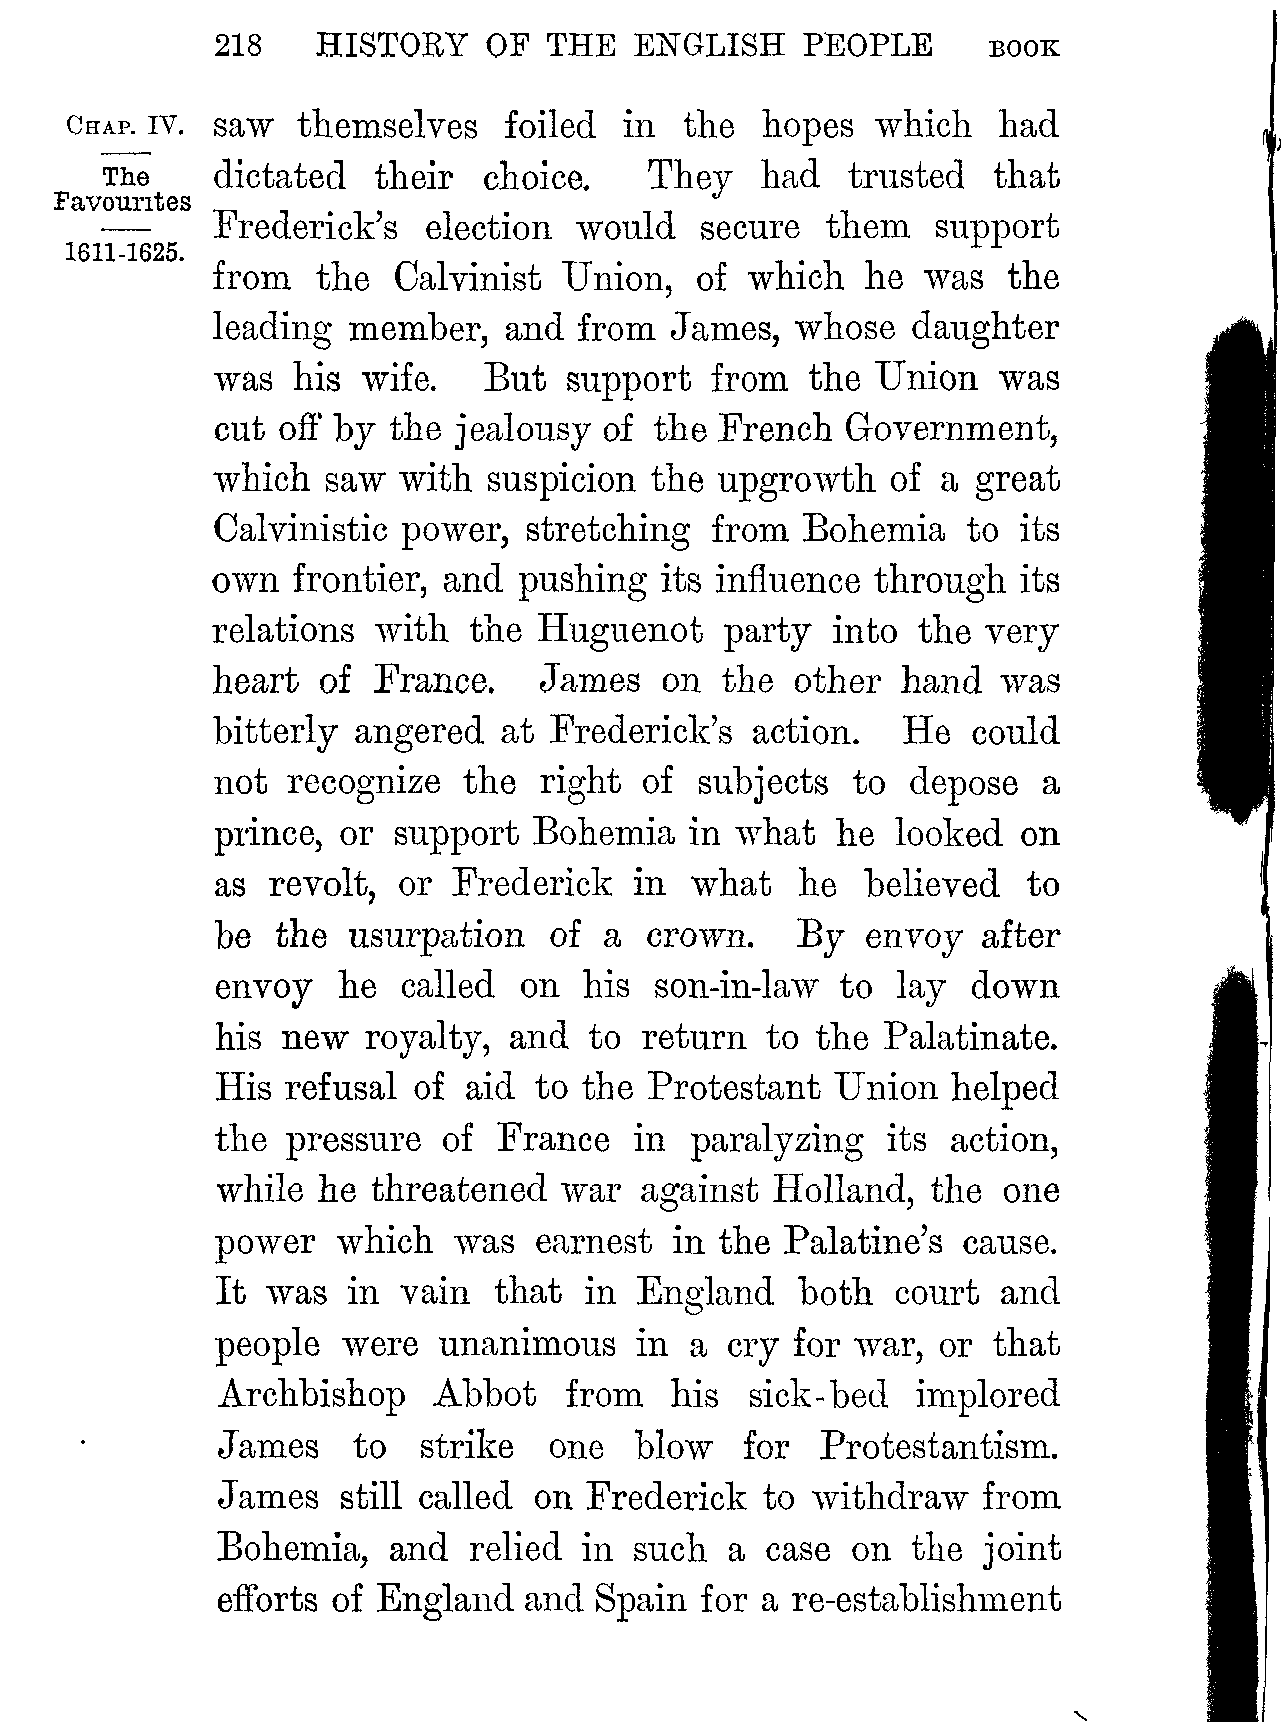 218 HISTORY OF THE ENGLISH PEOPLE BOOK
CHAP. IV.
The
Favourites
1611-1625.
saw themselves foiled in the hopes which had
dictated their choice. They had trusted that
Frederick's election would secure them support
from the Calvinist Union, of which he was the
leading member, and from James, whose daughter
was his wife. But support from the Union was
cut off by the jealousy of the French Government,
which saw with suspicion the upgrowth of a great
Calvinistic power, stretching from Bohemia to its
own frontier, and pushing its influence through its
relations with the Huguenot party into the very
heart of France. James on the other hand was
bitterly angered at Frederick's action. He could
not recognize the right of subjects to depose a
prince, or support Bohemia in what he looked on
as revolt, or Frederick in what he believed to
be the usurpation of a crown. By envoy after
envoy he called on his son-in-law to lay down
his new royalty, and to return to the Palatinate.
His refusal of aid to the Protestant Union helped
the pressure of France in paralyzing its action,
while he threatened war against Holland, the one
power which was earnest in the Palatine's cause.
It was in vain that in England both court and
people were unanimous in a cry for war, or that
Archbishop Abbot from his sick-bed implored
James to strike one blow for Protestantism.
James still called on Frederick to withdraw from
Bohemia, and relied in such a case on the joint
efforts of England and Spain for a re-establishment